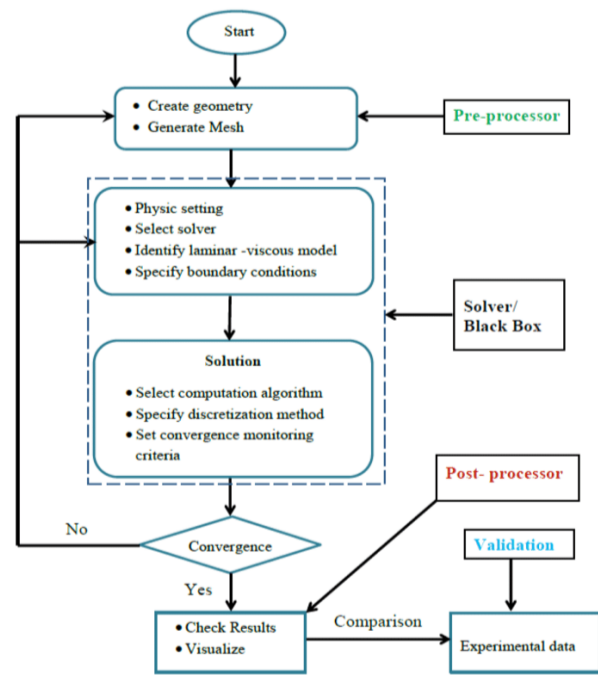 Start
• Create geometry
• Generate Mesh
Pre-processor
• Physic setting
• Select solver
• Identify laminar -viscous model
• Specify boundary conditions
Solver/
Black Box
Solution
• Select computation algorithm
• Specify discretization method
• Set convergence monitoring
criteria
Post- processor
No
Convergence
Validation
Yes
• Check Results
• Visualize
Comparison
Experimental data